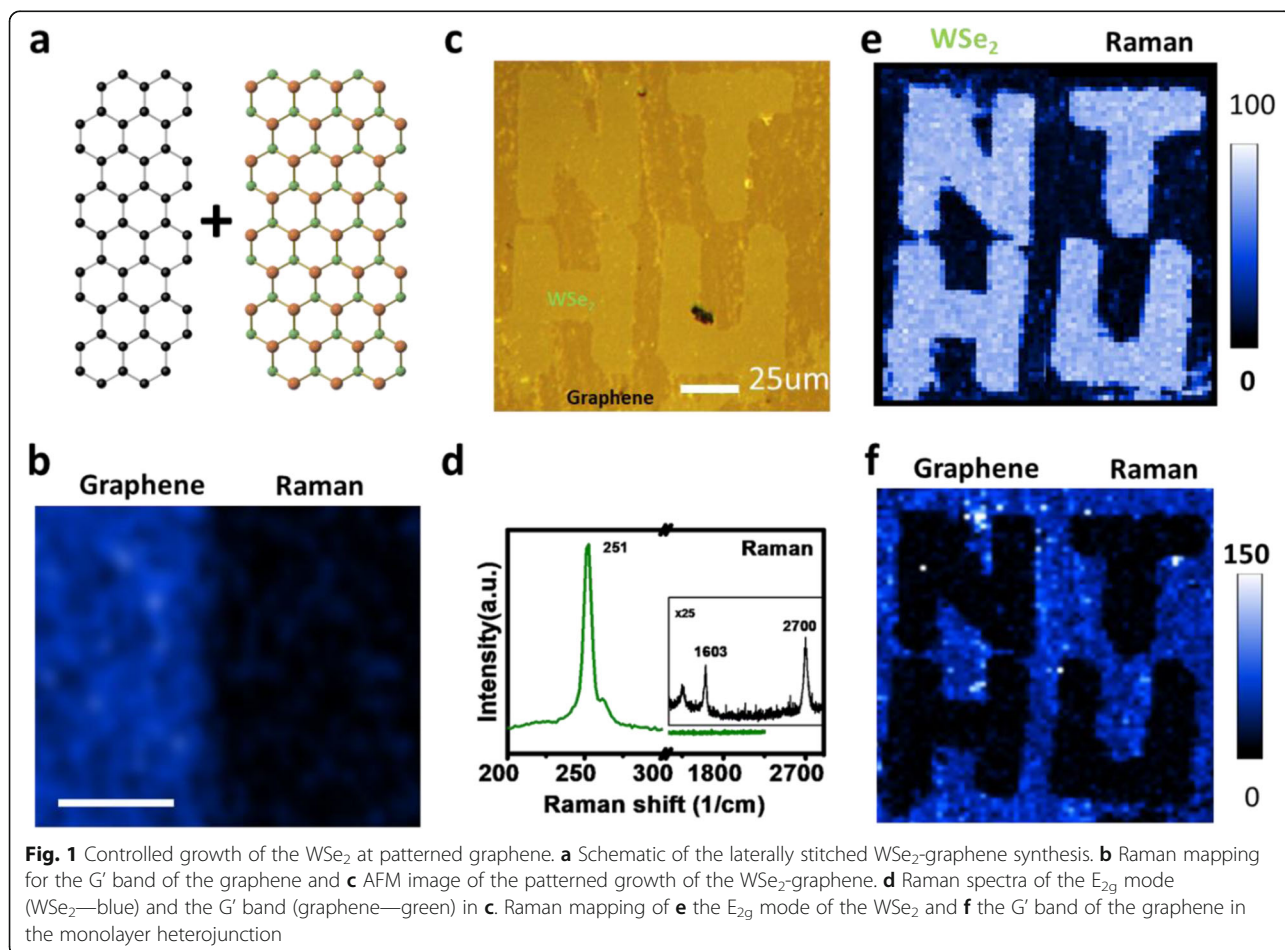 a
+
c
25um
WSe₂
Graphene
e
WSe₂ Raman
100
0
b
Graphene Raman
d
Intensity(a.u.)
251
Raman
x25
1603
2700
200 250 300 1800 2700
Raman shift (1/cm)
f
Graphene Raman
150
0
Fig. 1 Controlled growth of the WSe₂ at patterned graphene. a Schematic of the laterally stitched WSe₂-graphene synthesis. b Raman mapping
for the G′ band of the graphene and c AFM image of the patterned growth of the WSe₂-graphene. d Raman spectra of the E₂g mode
(WSe₂—blue) and the G′ band (graphene—green) in c. Raman mapping of e the E₂g mode of the WSe₂ and f the G′ band of the graphene in
the monolayer heterojunction